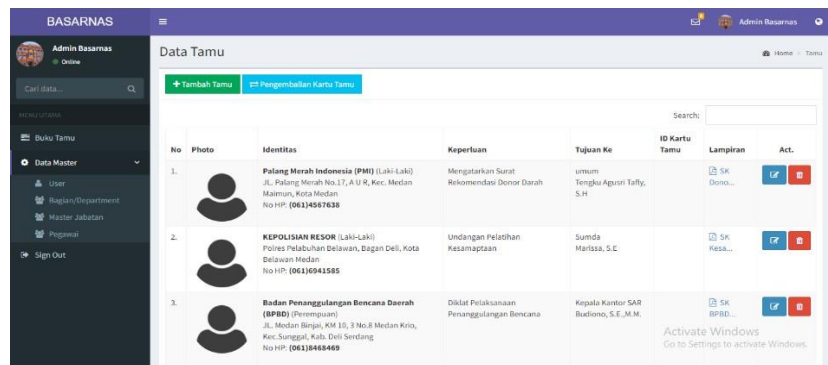 BASARNAS
Admin Basarnas
Admin Basarnas
Online
Cari data...
MENU UTAMA
Buku Tamu
Data Master
User
Bagian/Department
Master Jabatan
Pegawai
Sign Out
Data Tamu
Home > Tamu
+ Tambah Tamu
Pengembalian Kartu Tamu
Search:
No Photo Identitas Keperluan Tujuan Ke ID Kartu Tamu Lampiran Act.
1.
Palang Merah Indonesia (PMI) (Laki-Laki)
JL. Palang Merah No.17, A U R, Kec. Medan
Maimun, Kota Medan
No HP: (061)4567638
Mengatarkan Surat
Rekomendasi Donor Darah
umum
Tengku Agusri Tafly,
S.H
SK
Dono...
2.
KEPOLISIAN RESOR (Laki-Laki)
Polres Pelabuhan Belawan, Bagan Deli, Kota
Belawan Medan
No HP: (061)6941585
Undangan Pelatihan
Kesamaptaan
Sumda
Marissa, S.E
SK
Kesa...
3.
Badan Penanggulangan Bencana Daerah
(BPBD) (Perempuan)
JL. Medan Binjai, KM 10, 3 No.8 Medan Krio,
Kec.Sunggal, Kab. Deli Serdang
No HP: (061)8468469
Diklat Pelaksanaan
Penanggulangan Bencana
Kepala Kantor SAR
Budiono, S.E.,M.M.
SK
BPBD...
Activate Windows
Go to Settings to activate Windows.